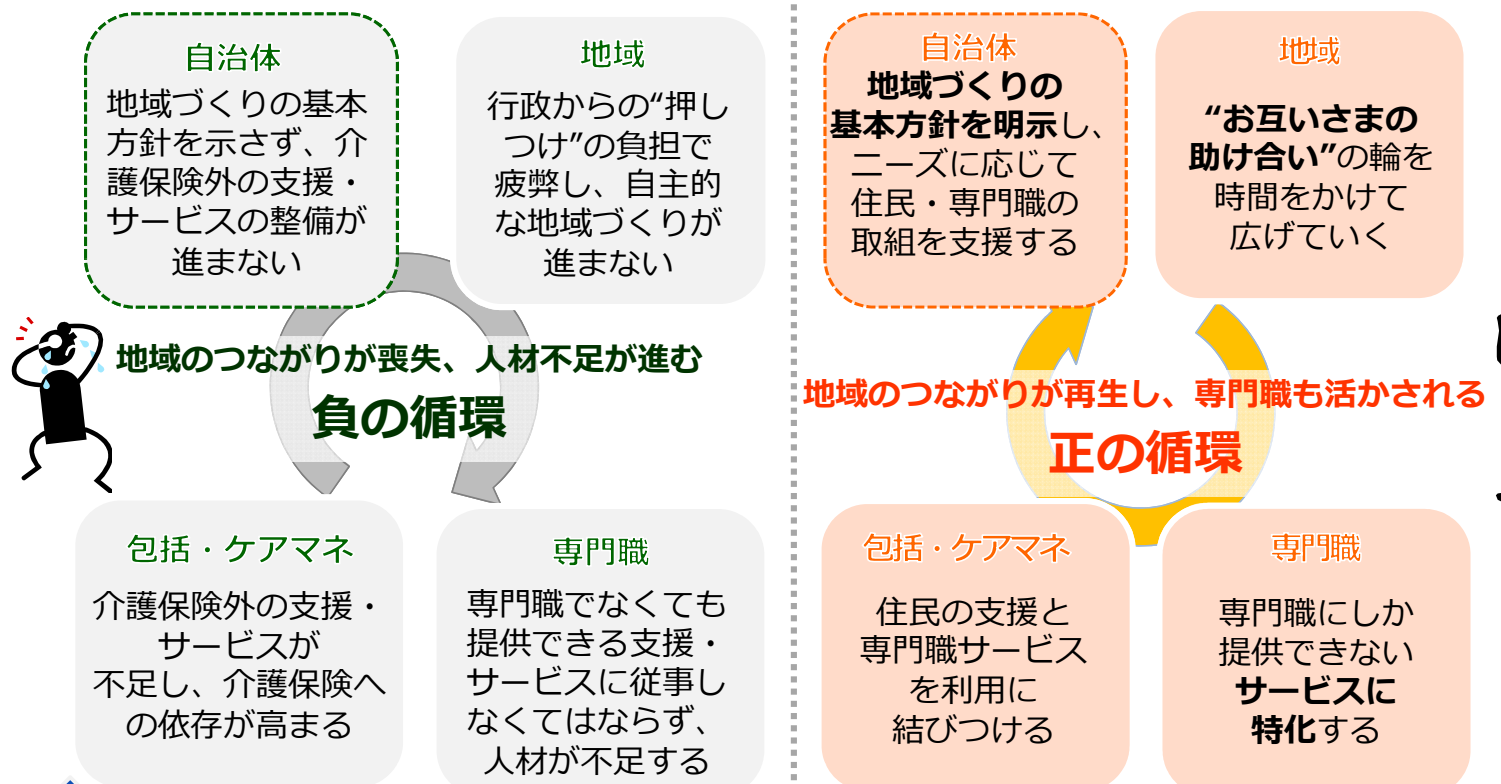 自治体
地域づくりの基本
方針を示さず、介
護保険外の支援・
サービスの整備が
進まない
地域
行政からの“押し
つけ”の負担で
疲弊し、自主的
な地域づくりが
進まない
地域のつながりが喪失、人材不足が進む
負の循環
包括・ケアマネ
介護保険外の支援・
サービスが
不足し、介護保険へ
の依存が高まる
専門職
専門職でなくても
提供できる支援・
サービスに従事し
なくてはならず、
人材が不足する
自治体
地域づくりの
基本方針を明示し、
ニーズに応じて
住民・専門職の
取組を支援する
地域
“お互いさまの
助け合い”の輪を
時間をかけて
広げていく
地域のつながりが再生し、専門職も活かされる
正の循環
包括・ケアマネ
住民の支援と
専門職サービス
を利用に
結びつける
専門職
専門職にしか
提供できない
サービスに
特化する